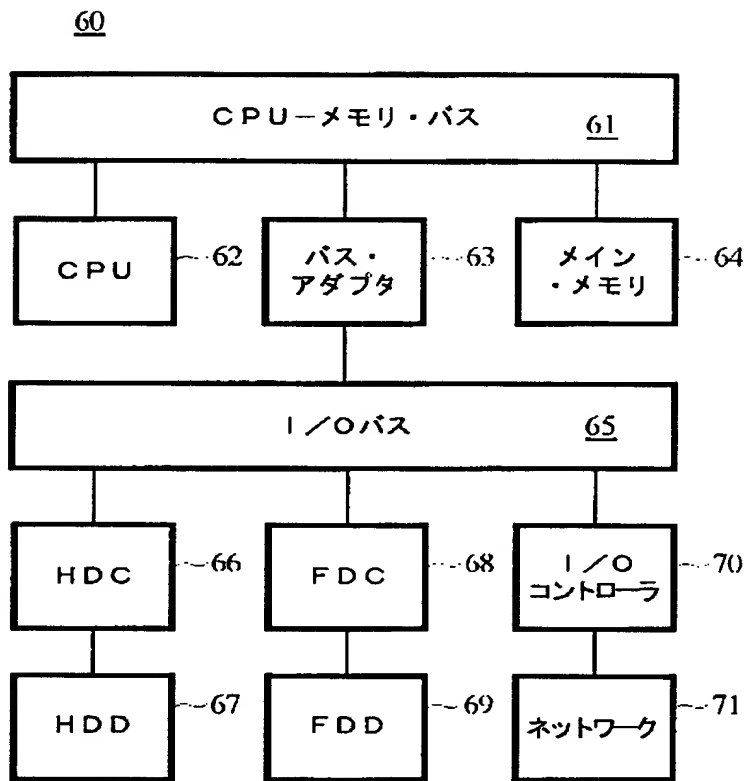 60
CPU−メモリ・バス
61
CPU
62
バス・
アダプタ
63
メイン
・メモリ
64
I/Oバス
65
HDC
66
FDC
68
I/O
コントローラ
70
HDD
67
FDD
69
ネットワーク
71